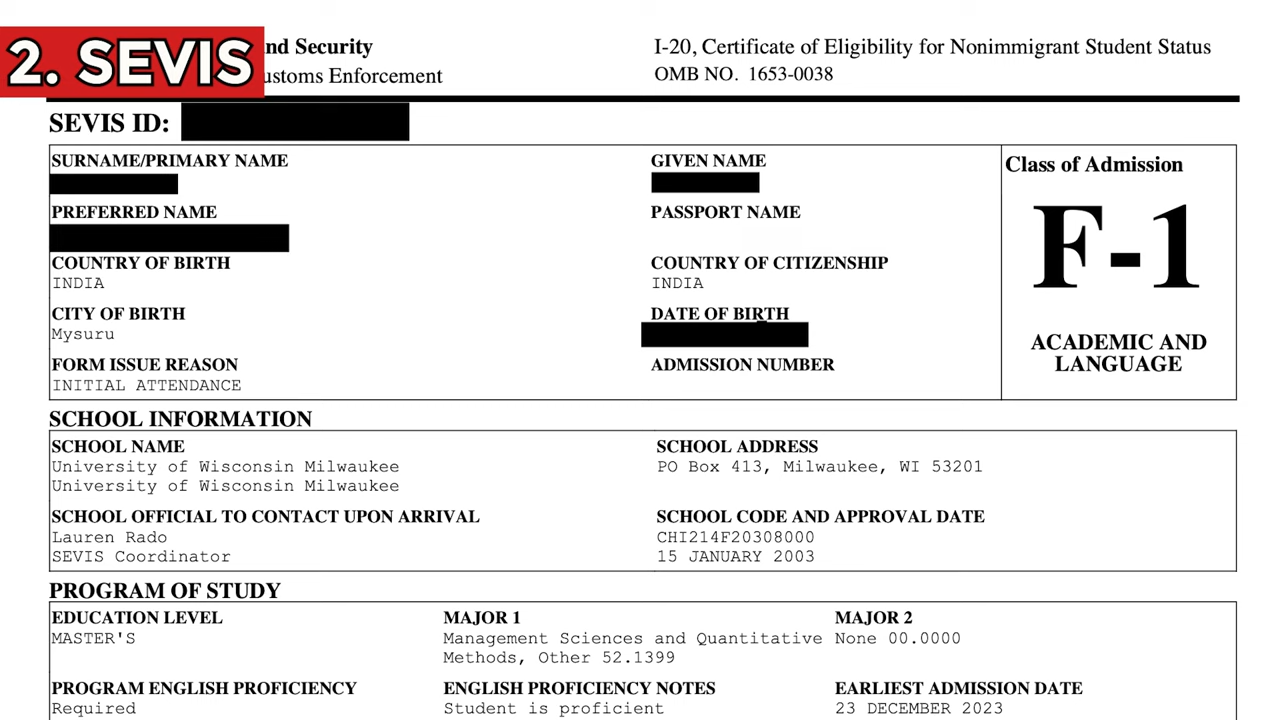 2. SEVIS
nd Security
ustoms Enforcement
I-20, Certificate of Eligibility for Nonimmigrant Student Status
OMB NO. 1653-0038
SEVIS ID:
SURNAME/PRIMARY NAME
GIVEN NAME
Class of Admission
PREFERRED NAME
PASSPORT NAME
F-1
COUNTRY OF BIRTH
INDIA
COUNTRY OF CITIZENSHIP
INDIA
CITY OF BIRTH
Mysuru
DATE OF BIRTH
ACADEMIC AND
LANGUAGE
FORM ISSUE REASON
INITIAL ATTENDANCE
ADMISSION NUMBER
SCHOOL INFORMATION
SCHOOL NAME
University of Wisconsin Milwaukee
University of Wisconsin Milwaukee
SCHOOL ADDRESS
PO Box 413, Milwaukee, WI 53201
SCHOOL OFFICIAL TO CONTACT UPON ARRIVAL
Lauren Rado
SEVIS Coordinator
SCHOOL CODE AND APPROVAL DATE
CHI214F20308000
15 JANUARY 2003
PROGRAM OF STUDY
EDUCATION LEVEL
MASTER'S
MAJOR 1
Management Sciences and Quantitative
Methods, Other 52.1399
MAJOR 2
None 00.0000
PROGRAM ENGLISH PROFICIENCY
Required
ENGLISH PROFICIENCY NOTES
Student is proficient
EARLIEST ADMISSION DATE
23 DECEMBER 2023